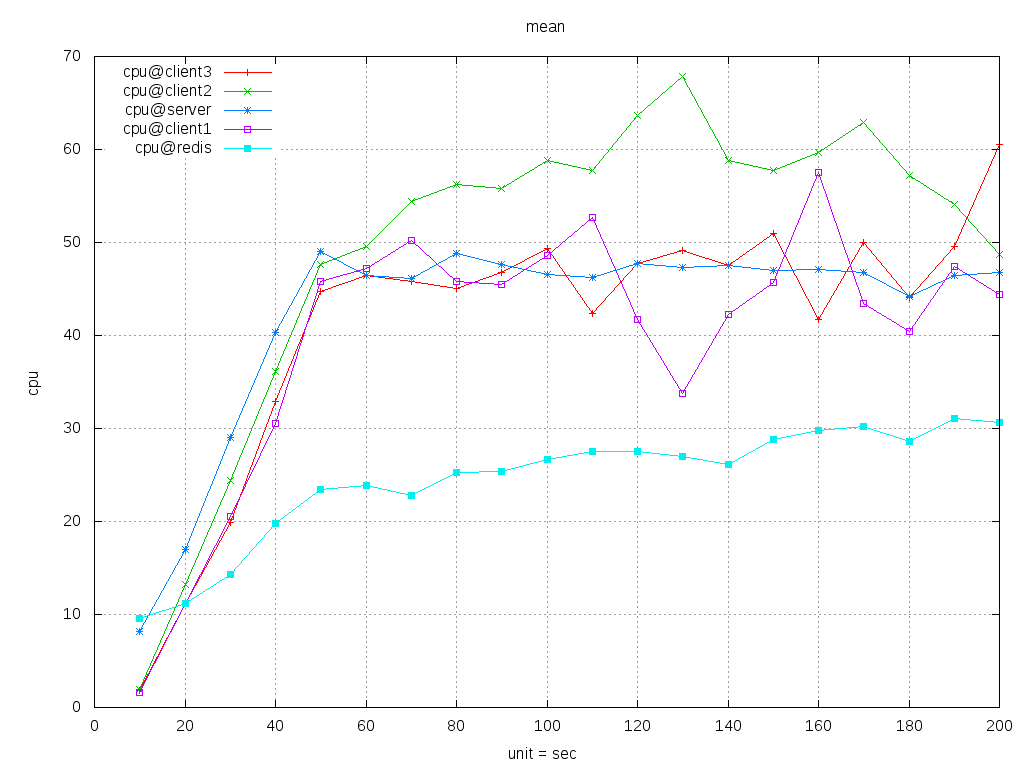 mean
70
60
50
40
30
20
10
0
cpu
cpu@client3
cpu@client2
cpu@server
cpu@client1
cpu@redis
0 20 40 60 80 100 120 140 160 180 200
unit = sec